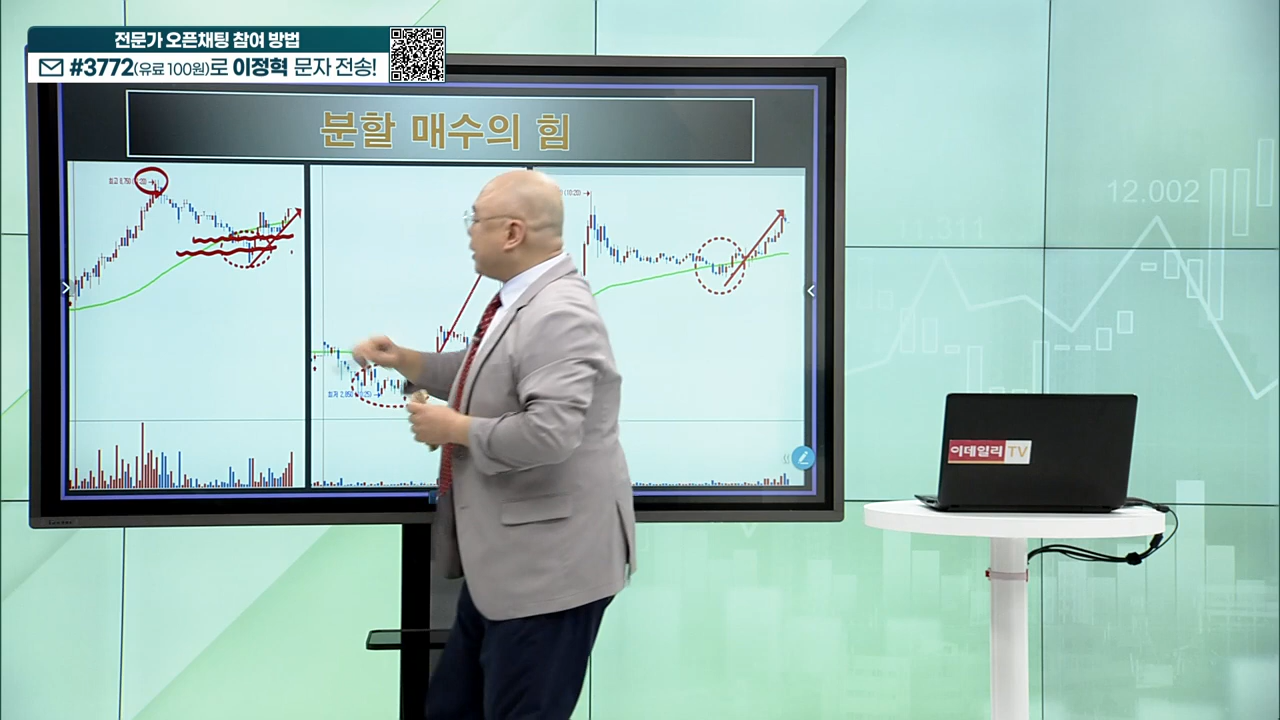 전문가 오픈채팅 참여 방법
#3772(유료 100원)로 이정혁 문자 전송!
분할 매수의 힘
12.002
이데일리TV